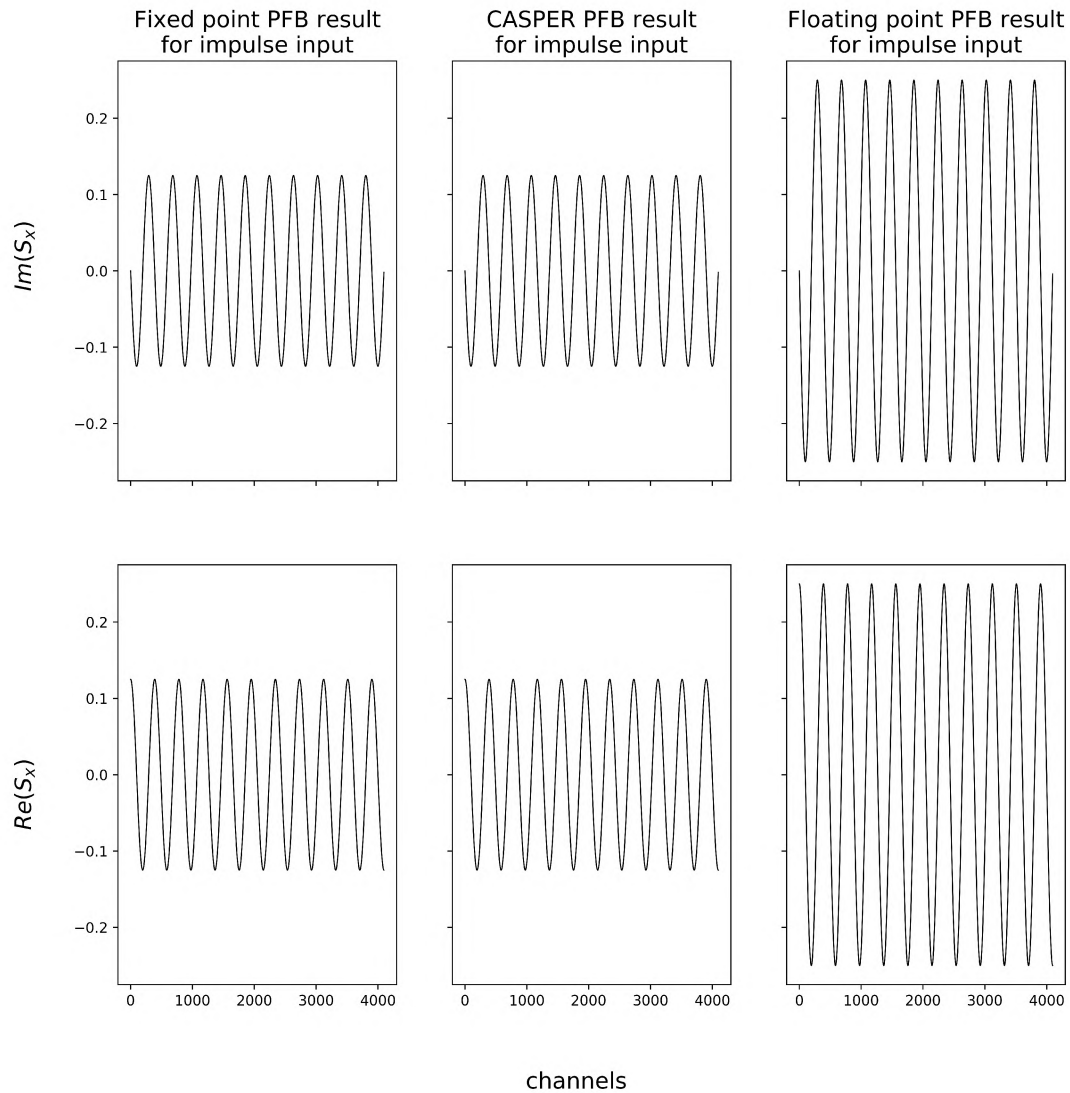 Fixed point PFB result
for impulse input
CASPER PFB result
for impulse input
Floating point PFB result
for impulse input
Im(Sₓ)
0.2
0.1
0.0
−0.1
−0.2
Re(Sₓ)
0.2
0.1
0.0
−0.1
−0.2
0 1000 2000 3000 4000
0 1000 2000 3000 4000
0 1000 2000 3000 4000
channels